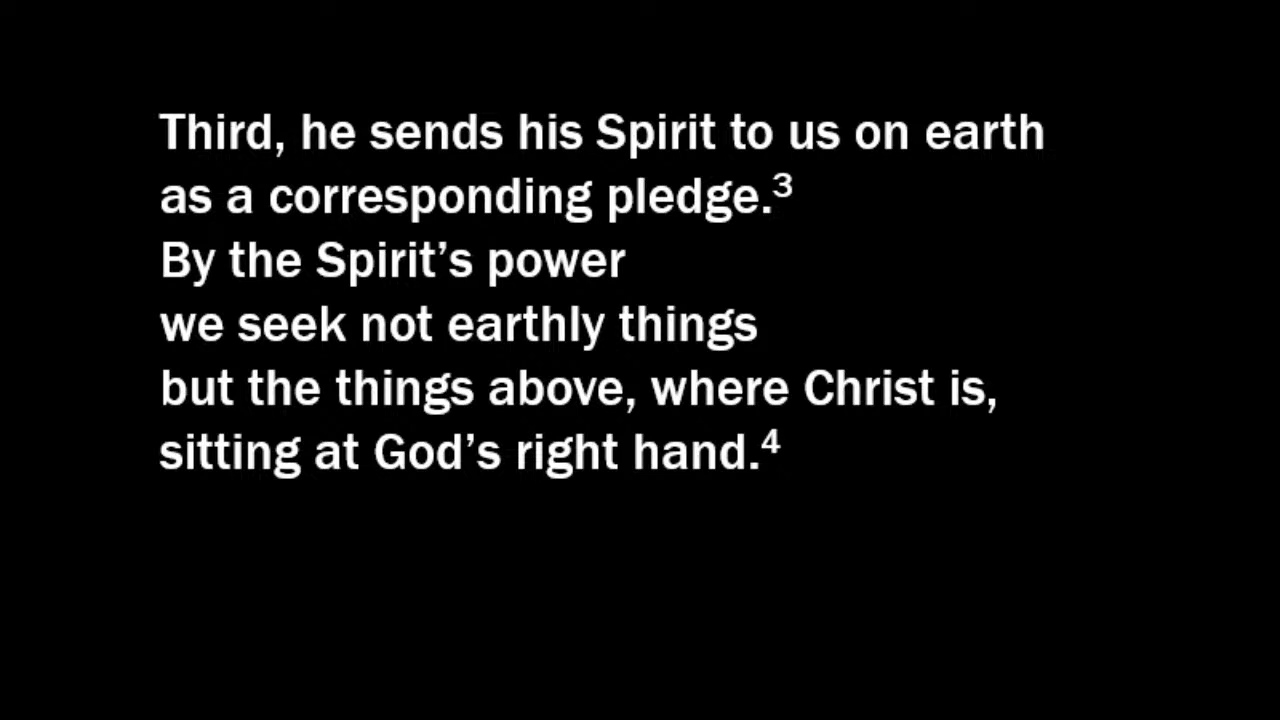 Third, he sends his Spirit to us on earth
as a corresponding pledge.³
By the Spirit’s power
we seek not earthly things
but the things above, where Christ is,
sitting at God’s right hand.⁴